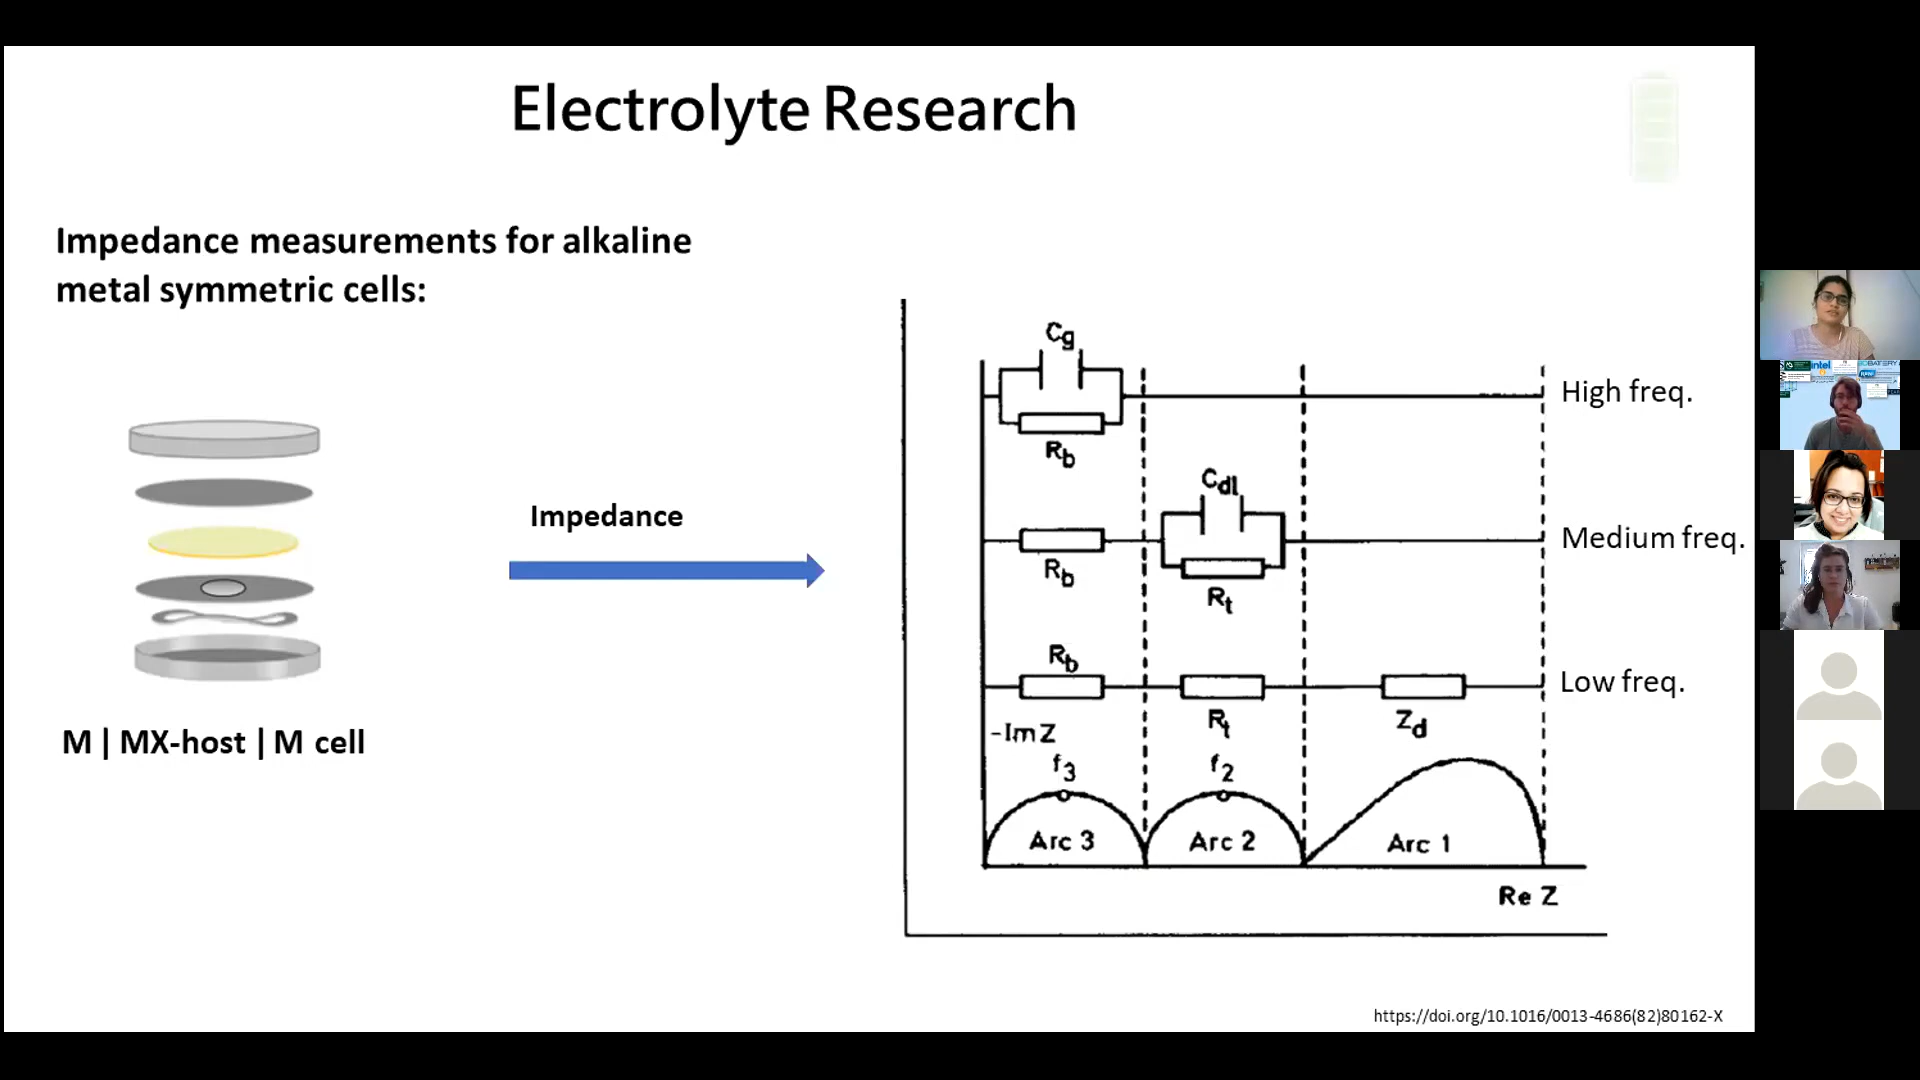 Electrolyte Research
Impedance measurements for alkaline
metal symmetric cells:
Impedance
M | MX-host | M cell
Cg
Rb
High freq.
Cdl
Rb
Rt
Medium freq.
Rb
Rt
Zd
Low freq.
-Im Z
f3
f2
Arc 3
Arc 2
Arc 1
Re Z
https://doi.org/10.1016/0013-4686(82)80162-X
intel